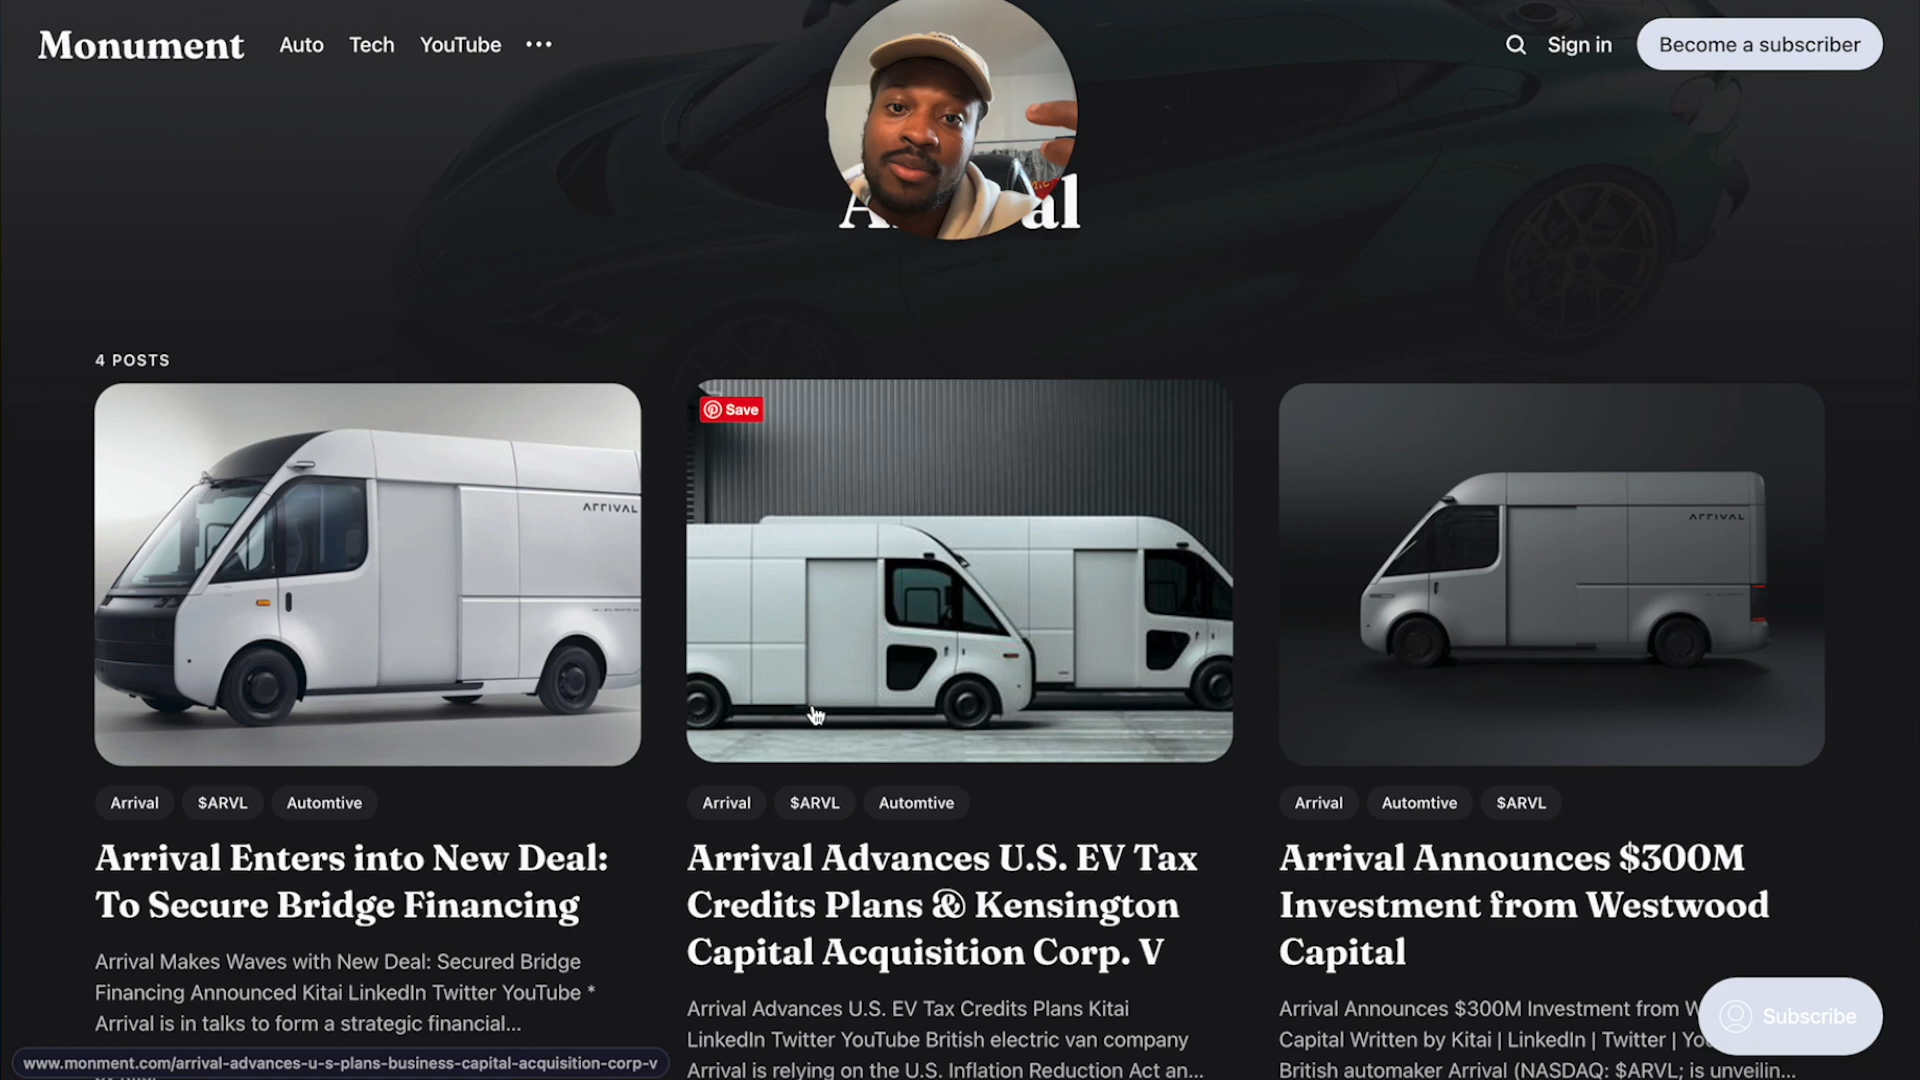 Monument
Auto
Tech
YouTube
Sign in
Become a subscriber
4 POSTS
Save
ARRIVAL
ARRIVAL
Arrival
$ARVL
Automtive
Arrival Enters into New Deal:
To Secure Bridge Financing
Arrival Makes Waves with New Deal: Secured Bridge
Financing Announced Kitai LinkedIn Twitter YouTube *
Arrival is in talks to form a strategic financial...
Arrival
$ARVL
Automtive
Arrival Advances U.S. EV Tax
Credits Plans & Kensington
Capital Acquisition Corp. V
Arrival Advances U.S. EV Tax Credits Plans Kitai
LinkedIn Twitter YouTube British electric van company
Arrival is relying on the U.S. Inflation Reduction Act an...
Arrival
Automtive
$ARVL
Arrival Announces $300M
Investment from Westwood
Capital
Arrival Announces $300M Investment from W
Capital Written by Kitai | LinkedIn | Twitter | Yo
British automaker Arrival (NASDAQ: $ARVL; is unveilin...
Subscribe
www.monment.com/arrival-advances-u-s-plans-business-capital-acquisition-corp-v